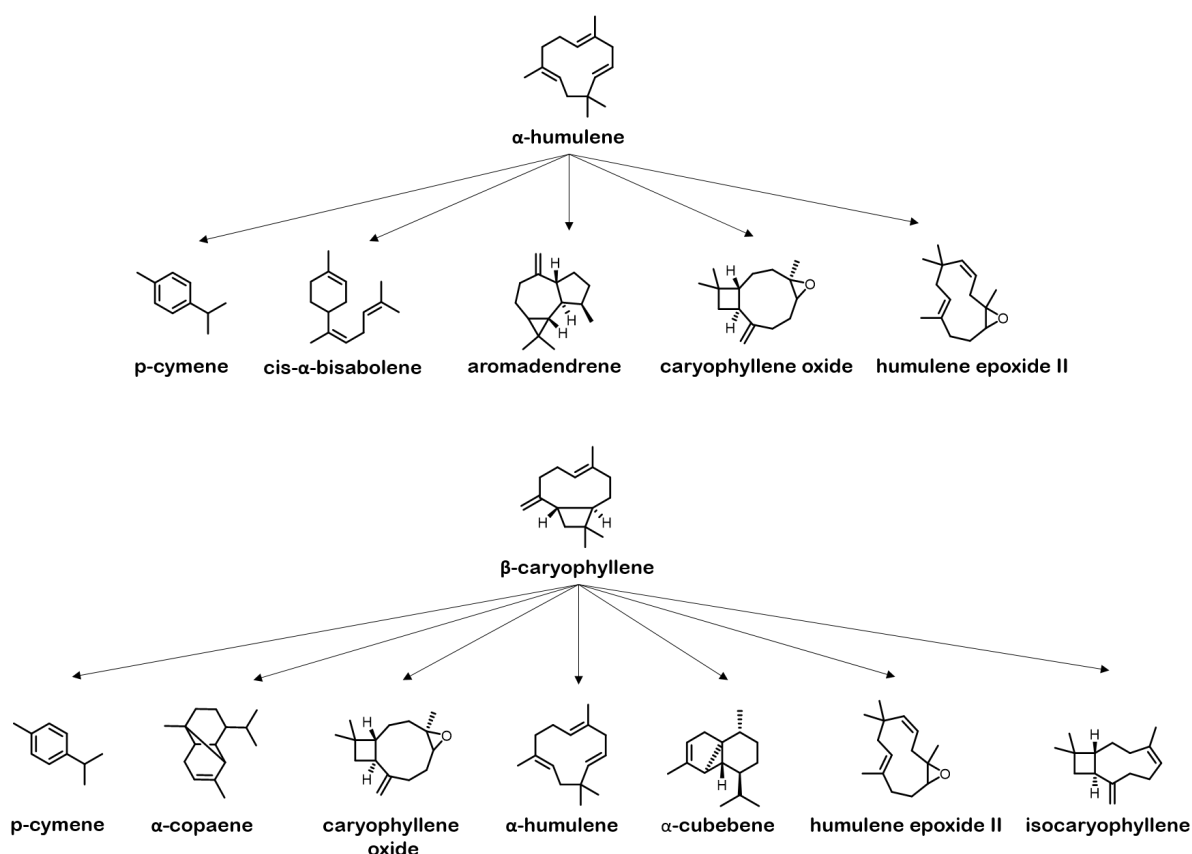 α-humulene
H
H
H
H
H
O
O
p-cymene
cis-α-bisabolene
aromadendrene
caryophyllene oxide
humulene epoxide II
H
H
β-caryophyllene
H
H
O
H
O
H
H
p-cymene
α-copaene
caryophyllene
oxide
α-humulene
α-cubebene
humulene epoxide II
isocaryophyllene